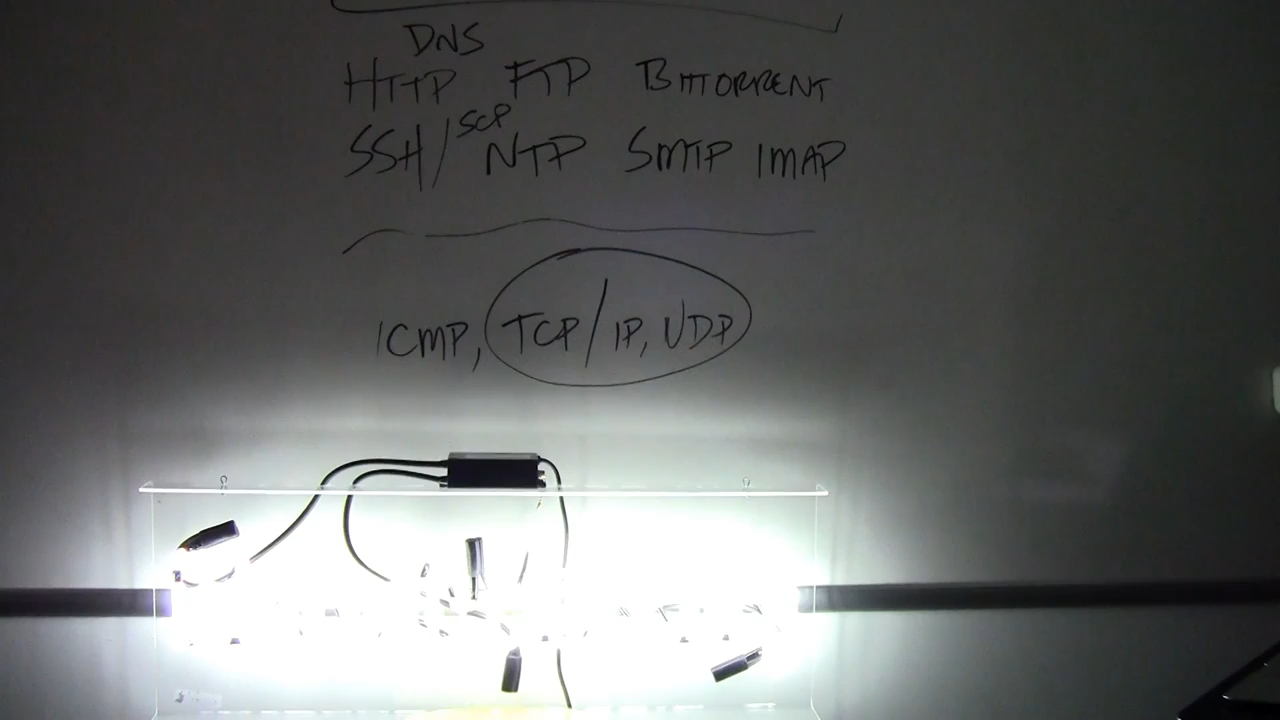 DNS
HTTP FTP BITTORRENT
SSH/SCP NTP SMTP IMAP
ICMP, TCP/IP, UDP